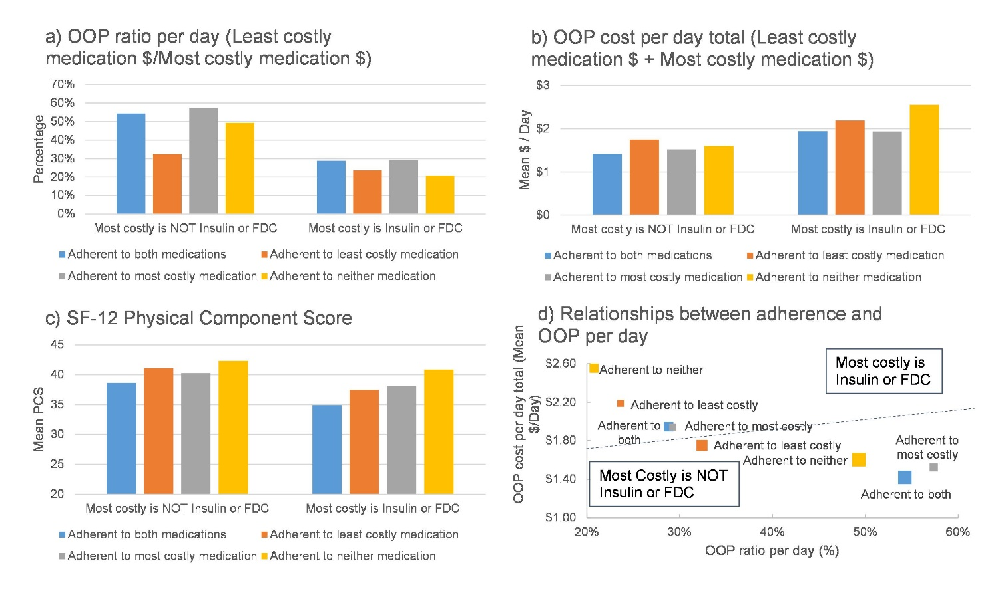 a) OOP ratio per day (Least costly
medication $/Most costly medication $)
70%
60%
50%
40%
30%
20%
10%
0%
Percentage
Most costly is NOT Insulin or FDC
Most costly is Insulin or FDC
Adherent to both medications
Adherent to least costly medication
Adherent to most costly medication
Adherent to neither medication
b) OOP cost per day total (Least costly
medication $ + Most costly medication $)
$3
$2
$1
$0
Mean $ / Day
Most costly is NOT Insulin or FDC
Most costly is Insulin or FDC
Adherent to both medications
Adherent to least costly medication
Adherent to most costly medication
Adherent to neither medication
c) SF-12 Physical Component Score
45
40
35
30
25
20
Mean PCS
Most costly is NOT Insulin or FDC
Most costly is Insulin or FDC
Adherent to both medications
Adherent to least costly medication
Adherent to most costly medication
Adherent to neither medication
d) Relationships between adherence and
OOP per day
OOP cost per day total (Mean
$/Day)
$2.60
$2.20
$1.80
$1.40
$1.00
Adherent to neither
Most costly is
Insulin or FDC
Adherent to least costly
Adherent to
both
Adherent to most costly
Adherent to least costly
Adherent to neither
Adherent to
most costly
Adherent to both
Most Costly is NOT
Insulin or FDC
20%
30%
40%
50%
60%
OOP ratio per day (%)